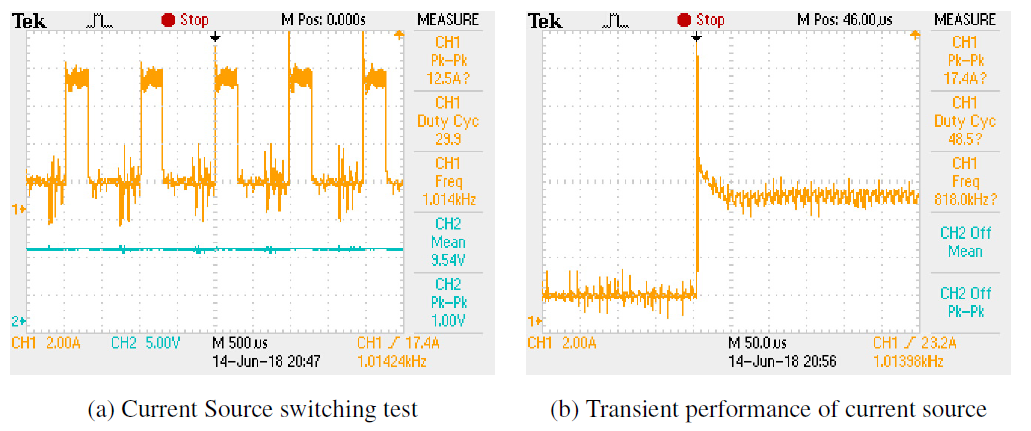 Tek Stop M Pos: 0.000s MEASURE
CH1
Pk-Pk
12.5A?
CH1
Duty Cyc
29.9
CH1
Freq
1.014kHz
CH2
Mean
9.54V
CH2
Pk-Pk
1.00V
1
2
CH1 2.00A CH2 5.00V M 500us CH1 17.4A
14-Jun-18 20:47 1.01424kHz
Tek Stop M Pos: 46.00us MEASURE
CH1
Pk-Pk
17.4A?
CH1
Duty Cyc
48.5?
CH1
Freq
818.0kHz?
CH2 Off
Mean
CH2 Off
Pk-Pk
1
CH1 2.00A M 50.0us CH1 23.2A
14-Jun-18 20:56 1.01398kHz
(a) Current Source switching test
(b) Transient performance of current source